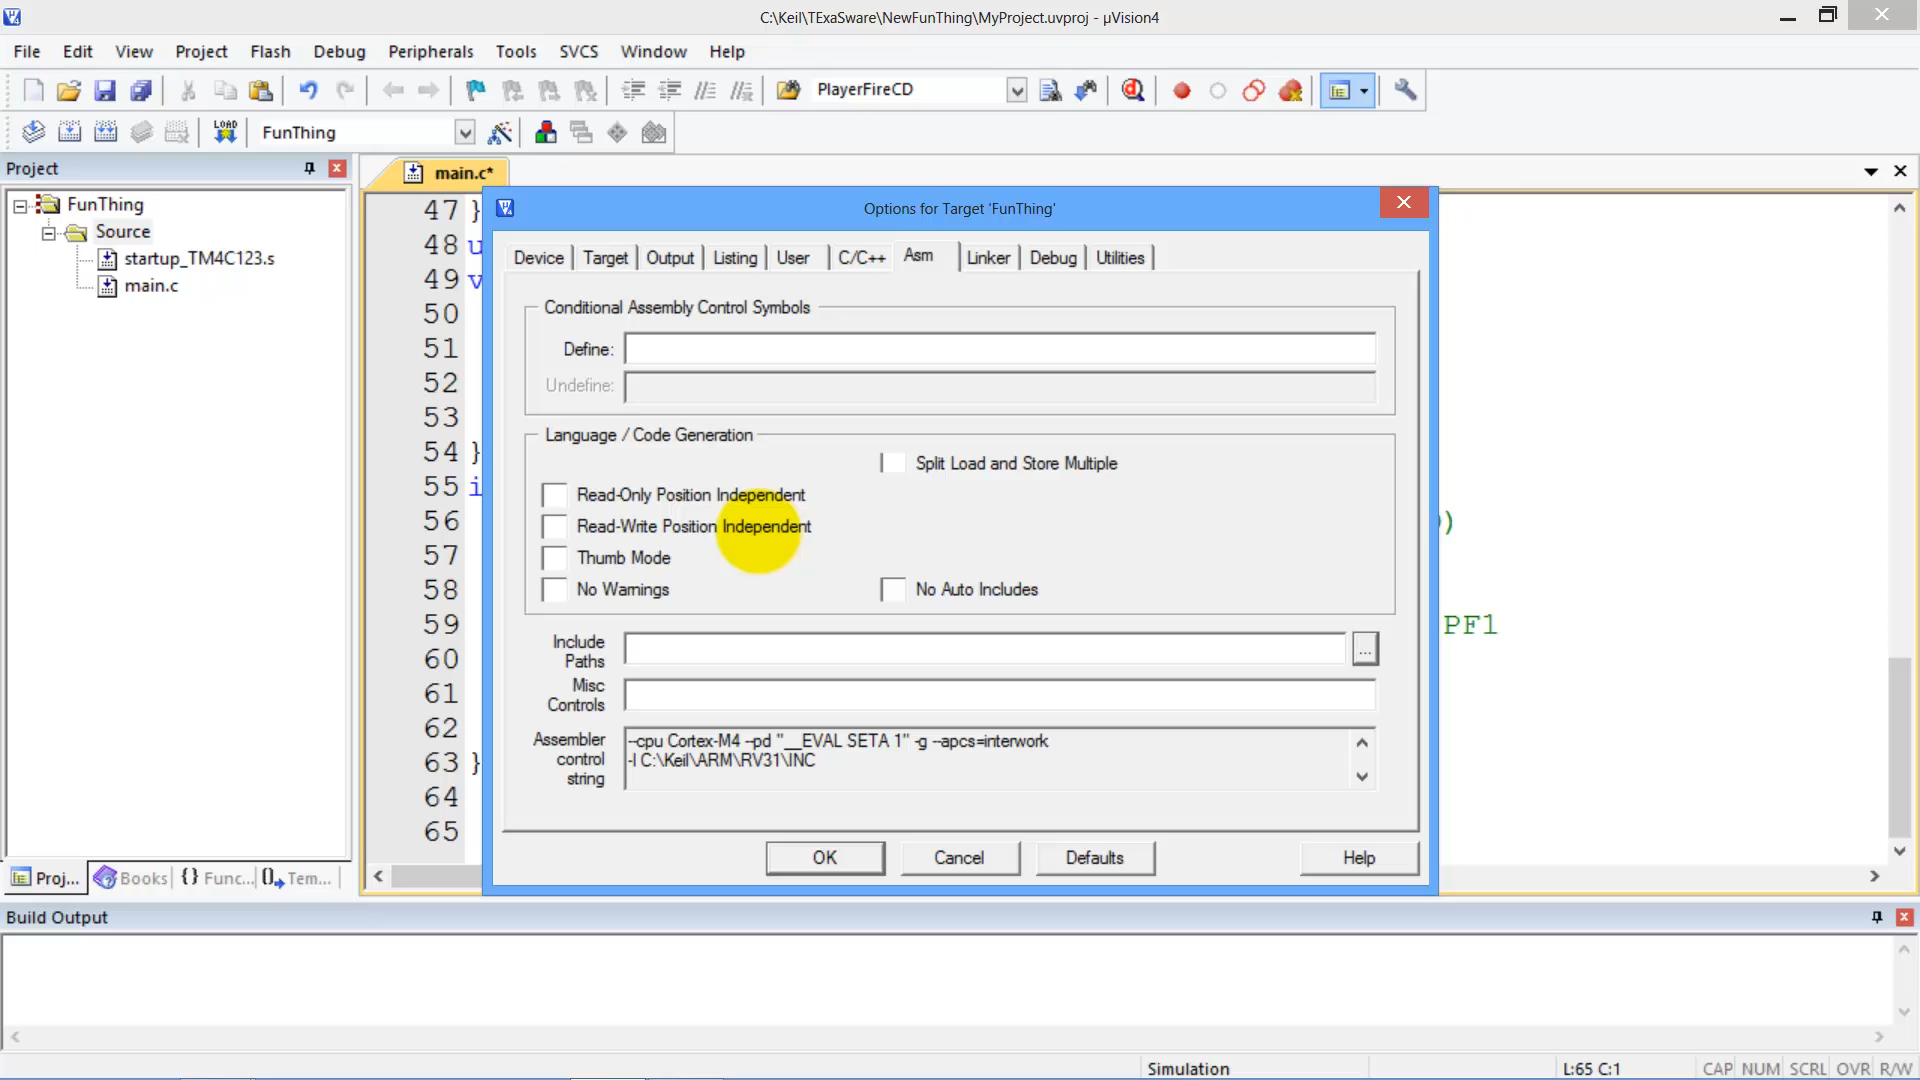 C:\Keil\TExaSware\NewFunThing\MyProject.uvproj - µVision4
File Edit View Project Flash Debug Peripherals Tools SVCS Window Help
PlayerFireCD
LOAD FunThing
Project
main.c*
FunThing
Source
startup_TM4C123.s
main.c
47 }
48 u
49 v
50
51
52
53
54 }
55 i
56 )
57
58
59 PF1
60
61
62
63 }
64
65
Options for Target 'FunThing'
Device Target Output Listing User C/C++ Asm Linker Debug Utilities
Conditional Assembly Control Symbols
Define:
Undefine:
Language / Code Generation
Split Load and Store Multiple
Read-Only Position Independent
Read-Write Position Independent
Thumb Mode
No Warnings No Auto Includes
Include Paths ...
Misc Controls
Assembler control string
--cpu Cortex-M4 --pd "__EVAL SETA 1" -g --apcs=interwork
-I C:\Keil\ARM\RV31\INC
OK Cancel Defaults Help
Proj... Books {} Func... Tem...
Build Output
Simulation L:65 C:1 CAP NUM SCRL OVR R/W